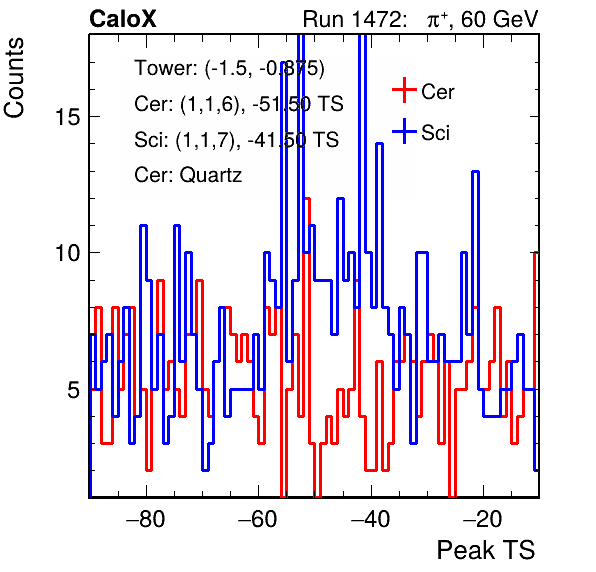 CaloX
Run 1472: π⁺, 60 GeV
Counts
Tower: (-1.5, -0.875)
Cer: (1,1,6), -51.50 TS
Sci: (1,1,7), -41.50 TS
Cer: Quartz
Cer
Sci
15
10
5
−80 −60 −40 −20
Peak TS